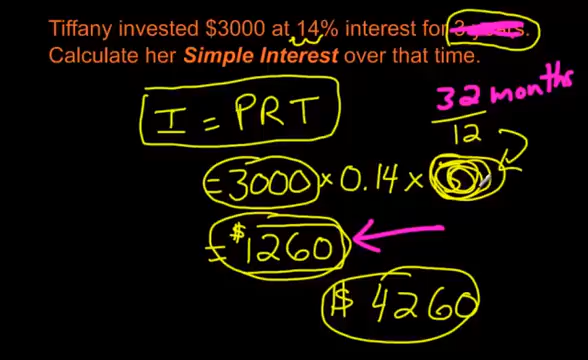 Tiffany invested $3000 at 14% interest for 3 years.
Calculate her Simple Interest over that time.
32 months
12
I = PRT
= 3000 × 0.14 ×
= $1260
$ 4260